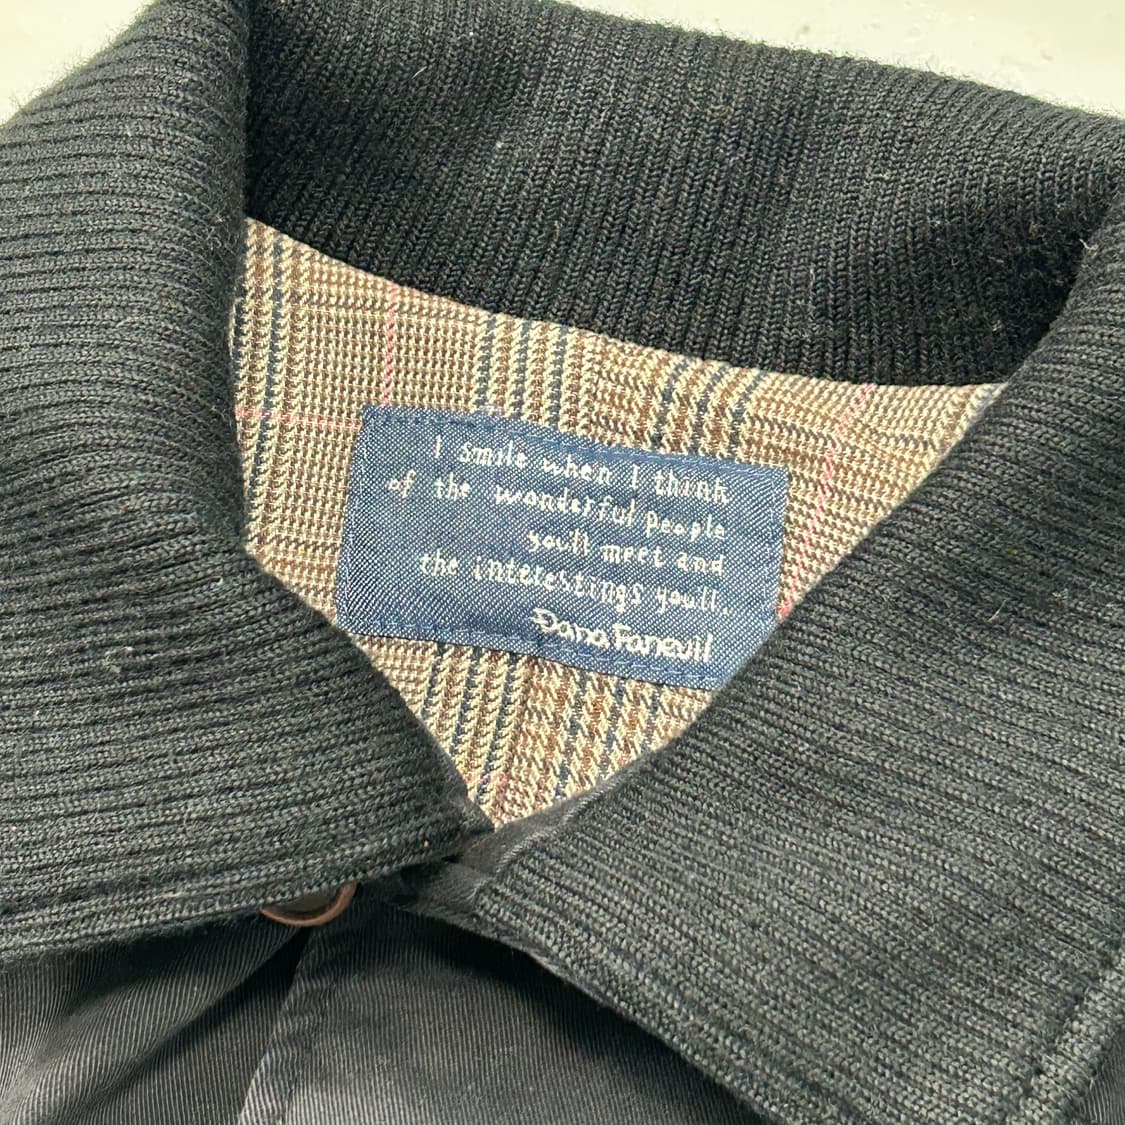 I smile when I think
of the wonderful people
you'll meet and
the interestings you'll.
Dana Faneuil